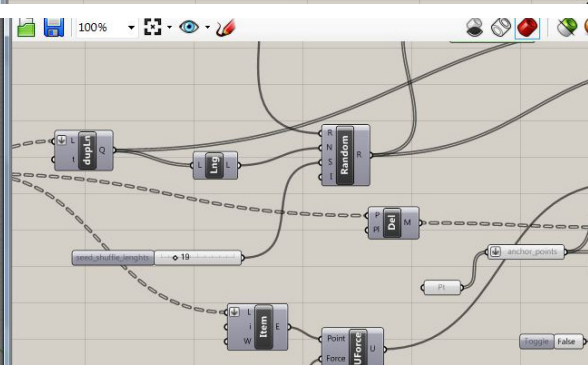 100%
L
t
dupLn
Q
L
Lng
L
R
N
S
I
Random
R
P
Pl
Del
M
seed_shuffle_lenghts
19
anchor_points
Pt
L
i
W
Item
E
Point
Force
UForce
U
Toggle
False